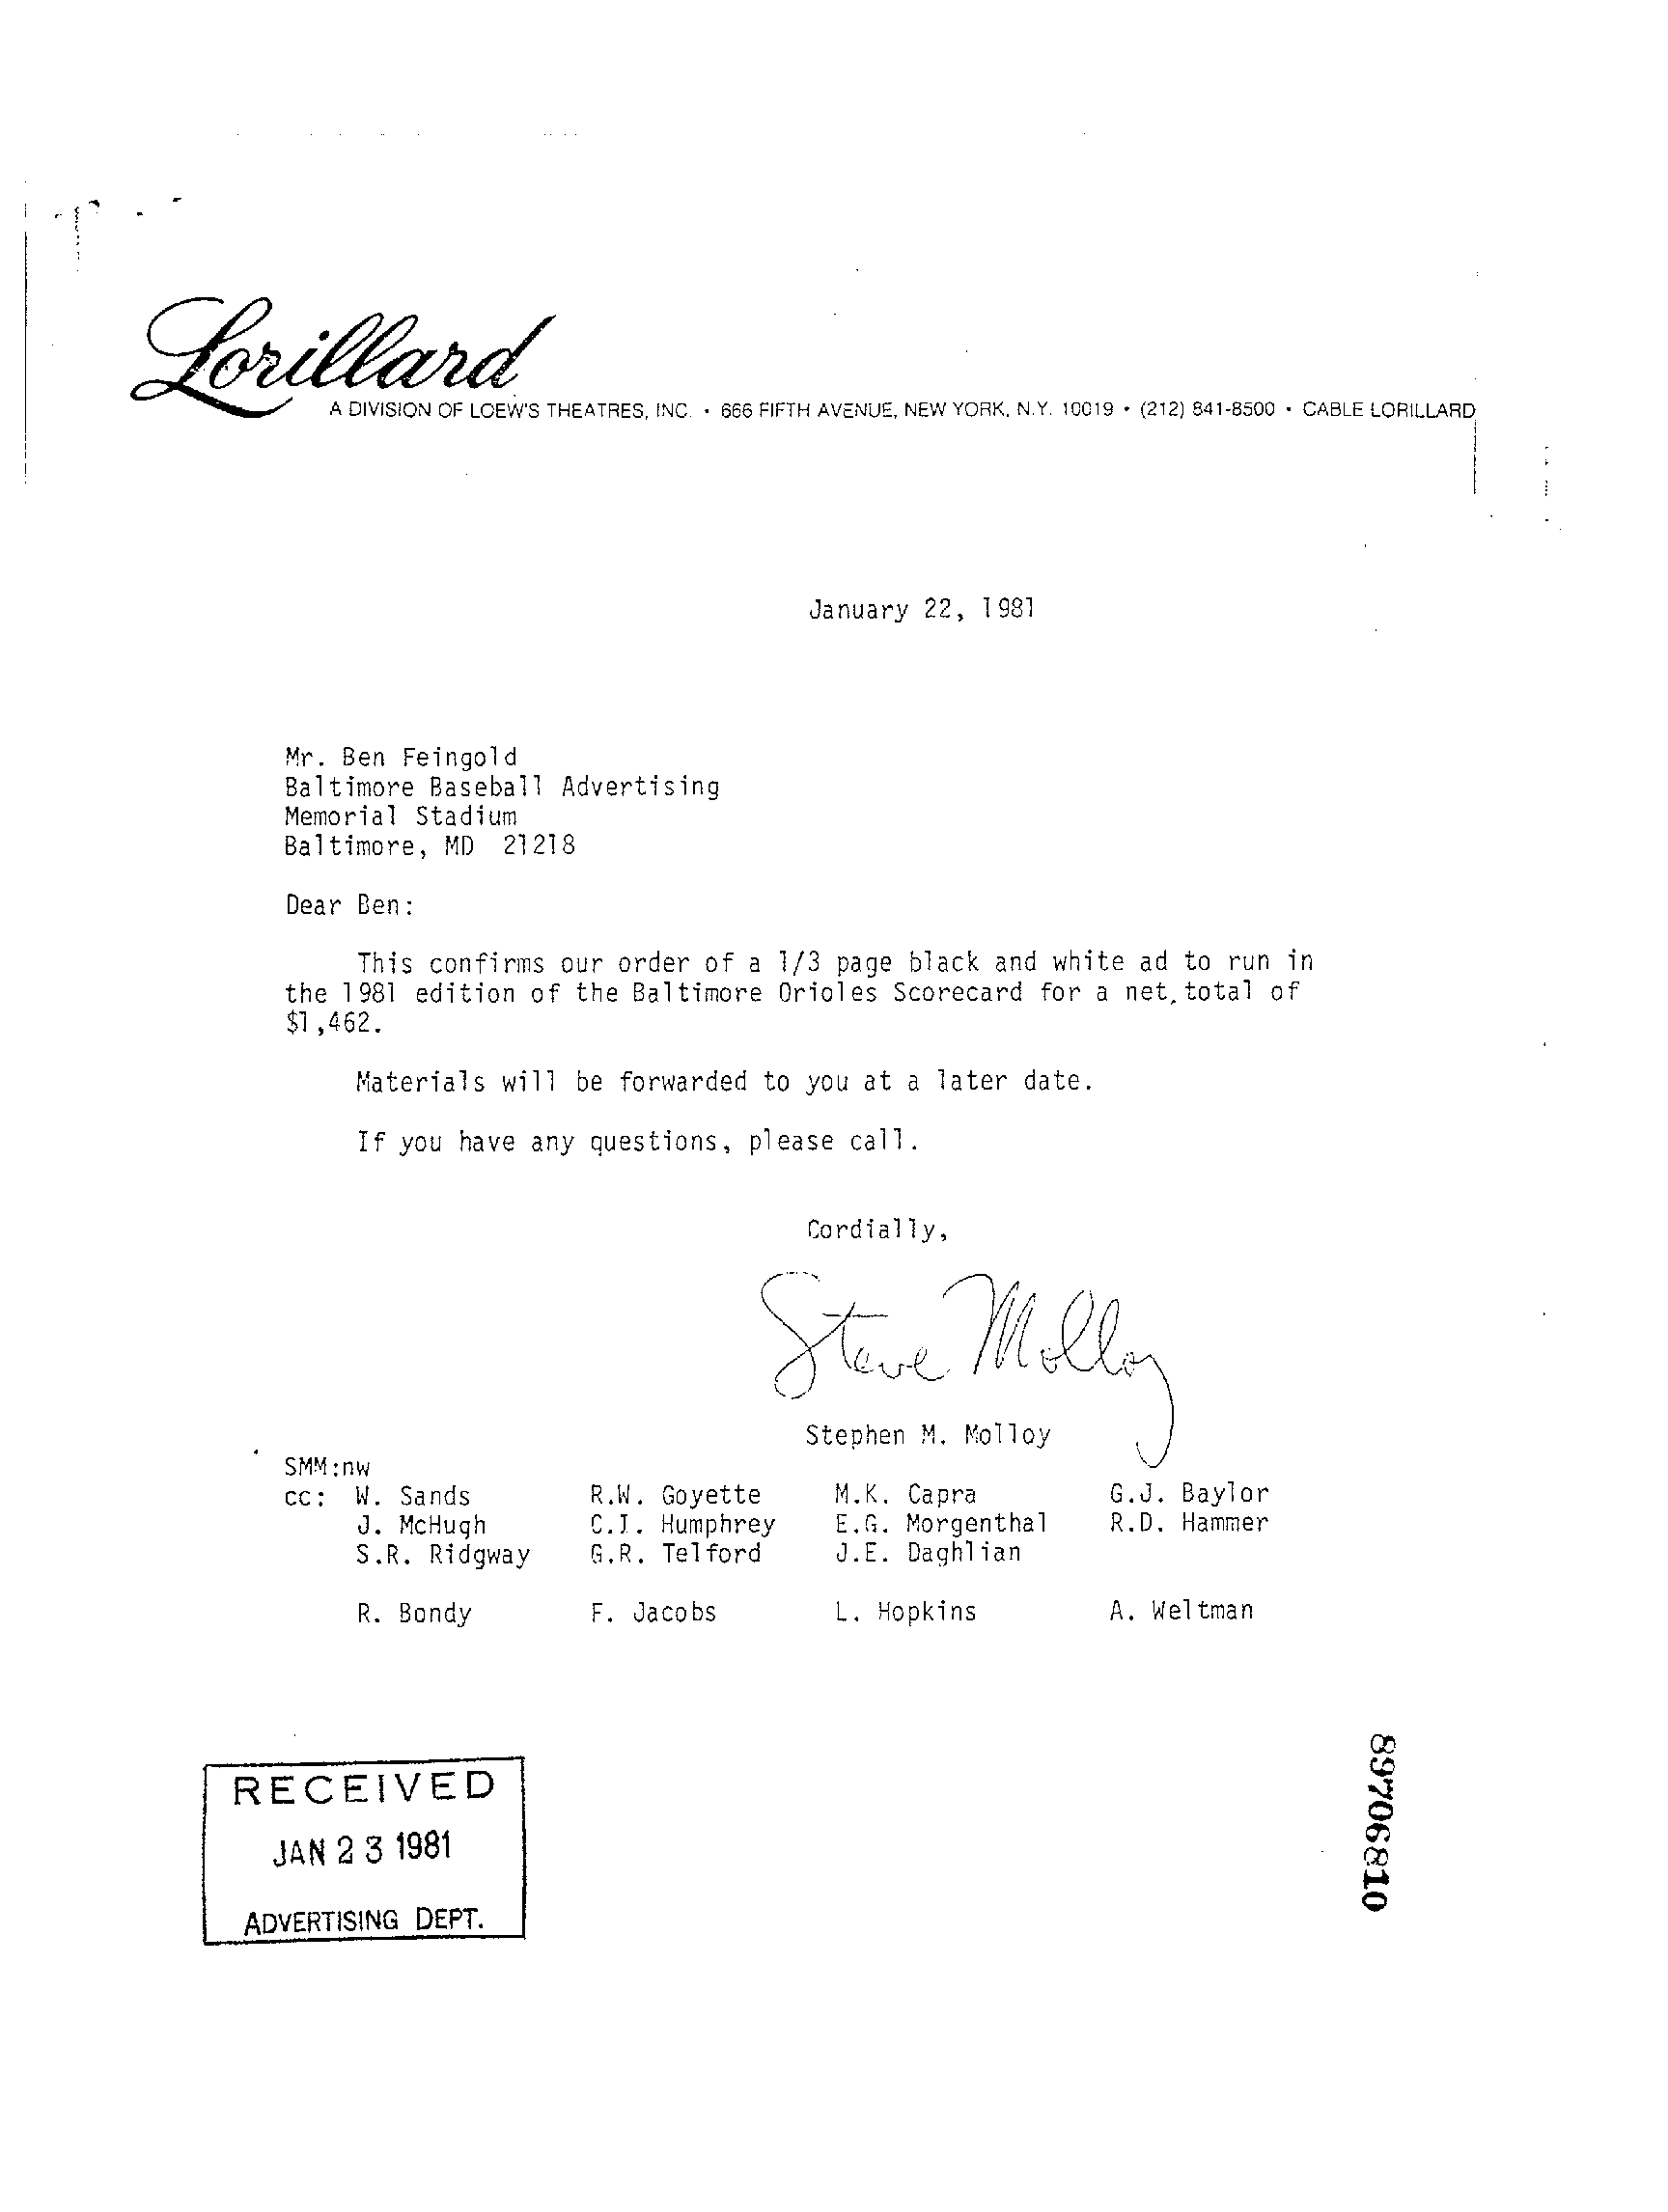 Lorillard
A DIVISION OF LOEW'S THEATRES, INC. • 666 FIFTH AVENUE, NEW YORK, N.Y. 10019 • (212) 841-8500 • CABLE LORILLARD
January 22, 1981
Mr. Ben Feingold
Baltimore Baseball Advertising
Memorial Stadium
Baltimore, MD 21218
Dear Ben:
This confirms our order of a 1/3 page black and white ad to run in
the 1981 edition of the Baltimore Orioles Scorecard for a net total of
$1,462.
Materials will be forwarded to you at a later date.
If you have any questions, please call.
Cordially,
Steve Molloy
Stephen M. Molloy
SMM:nw
cc: W. Sands R.W. Goyette M.K. Capra G.J. Baylor
J. McHugh C.I. Humphrey E.G. Morgenthal R.D. Hammer
S.R. Ridgway G.R. Telford J.E. Daghlian
R. Bondy F. Jacobs L. Hopkins A. Weltman
RECEIVED
JAN 23 1981
ADVERTISING DEPT.
89706810